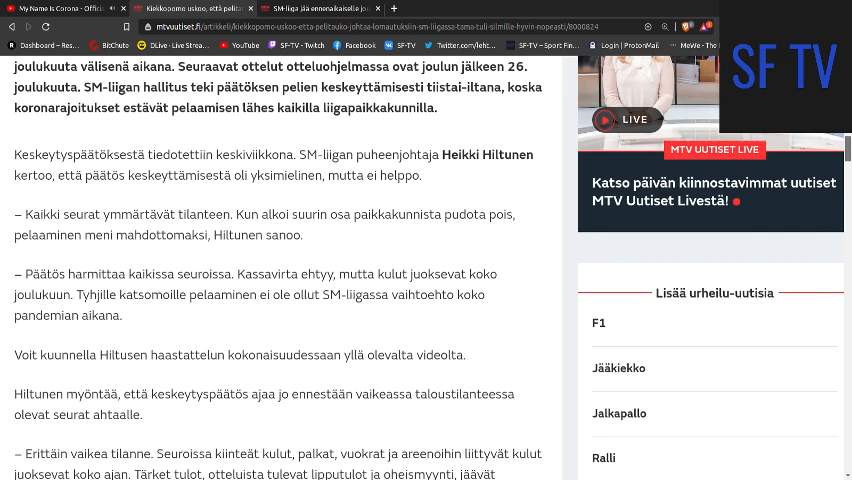 My Name Is Corona - Official
Kiekkopomo uskoo, että pelita
SM-liiga jää ennenaikaiselle jou
mtvuutiset.fi/artikkeli/kiekkopomo-uskoo-etta-pelitauko-johtaa-lomautuksiin-sm-liigassa-tama-tuli-silmille-hyvin-nopeasti/8000824
Dashboard – Res...
BitChute
DLive · Live Strea...
YouTube
SF-TV - Twitch
Facebook
SF-TV
Twitter.com/leht...
SF-TV – Sport Fin...
Login | ProtonMail
MeWe - The
SF TV
joulukuuta välisenä aikana. Seuraavat ottelut otteluohjelmassa ovat joulun jälkeen 26.
joulukuuta. SM-liigan hallitus teki päätöksen pelien keskeyttämisesti tiistai-iltana, koska
koronarajoitukset estävät pelaamisen lähes kaikilla liigapaikkakunnilla.
Keskeytyspäätöksestä tiedotettiin keskiviikkona. SM-liigan puheenjohtaja Heikki Hiltunen
kertoo, että päätös keskeyttämisestä oli yksimielinen, mutta ei helppo.
– Kaikki seurat ymmärtävät tilanteen. Kun alkoi suurin osa paikkakunnista pudota pois,
pelaaminen meni mahdottomaksi, Hiltunen sanoo.
– Päätös harmittaa kaikissa seuroissa. Kassavirta ehtyy, mutta kulut juoksevat koko
joulukuun. Tyhjille katsomoille pelaaminen ei ole ollut SM-liigassa vaihtoehto koko
pandemian aikana.
Voit kuunnella Hiltusen haastattelun kokonaisuudessaan yllä olevalta videolta.
Hiltunen myöntää, että keskeytyspäätös ajaa jo ennestään vaikeassa taloustilanteessa
olevat seurat ahtaalle.
– Erittäin vaikea tilanne. Seuroissa kiinteät kulut, palkat, vuokrat ja areenoihin liittyvät kulut
juoksevat koko ajan. Tärket tulot, otteluista tulevat lipputulot ja oheismyynti, jäävät
LIVE
MTV UUTISET LIVE
Katso päivän kiinnostavimmat uutiset
MTV Uutiset Livestä!
Lisää urheilu-uutisia
F1
Jääkiekko
Jalkapallo
Ralli